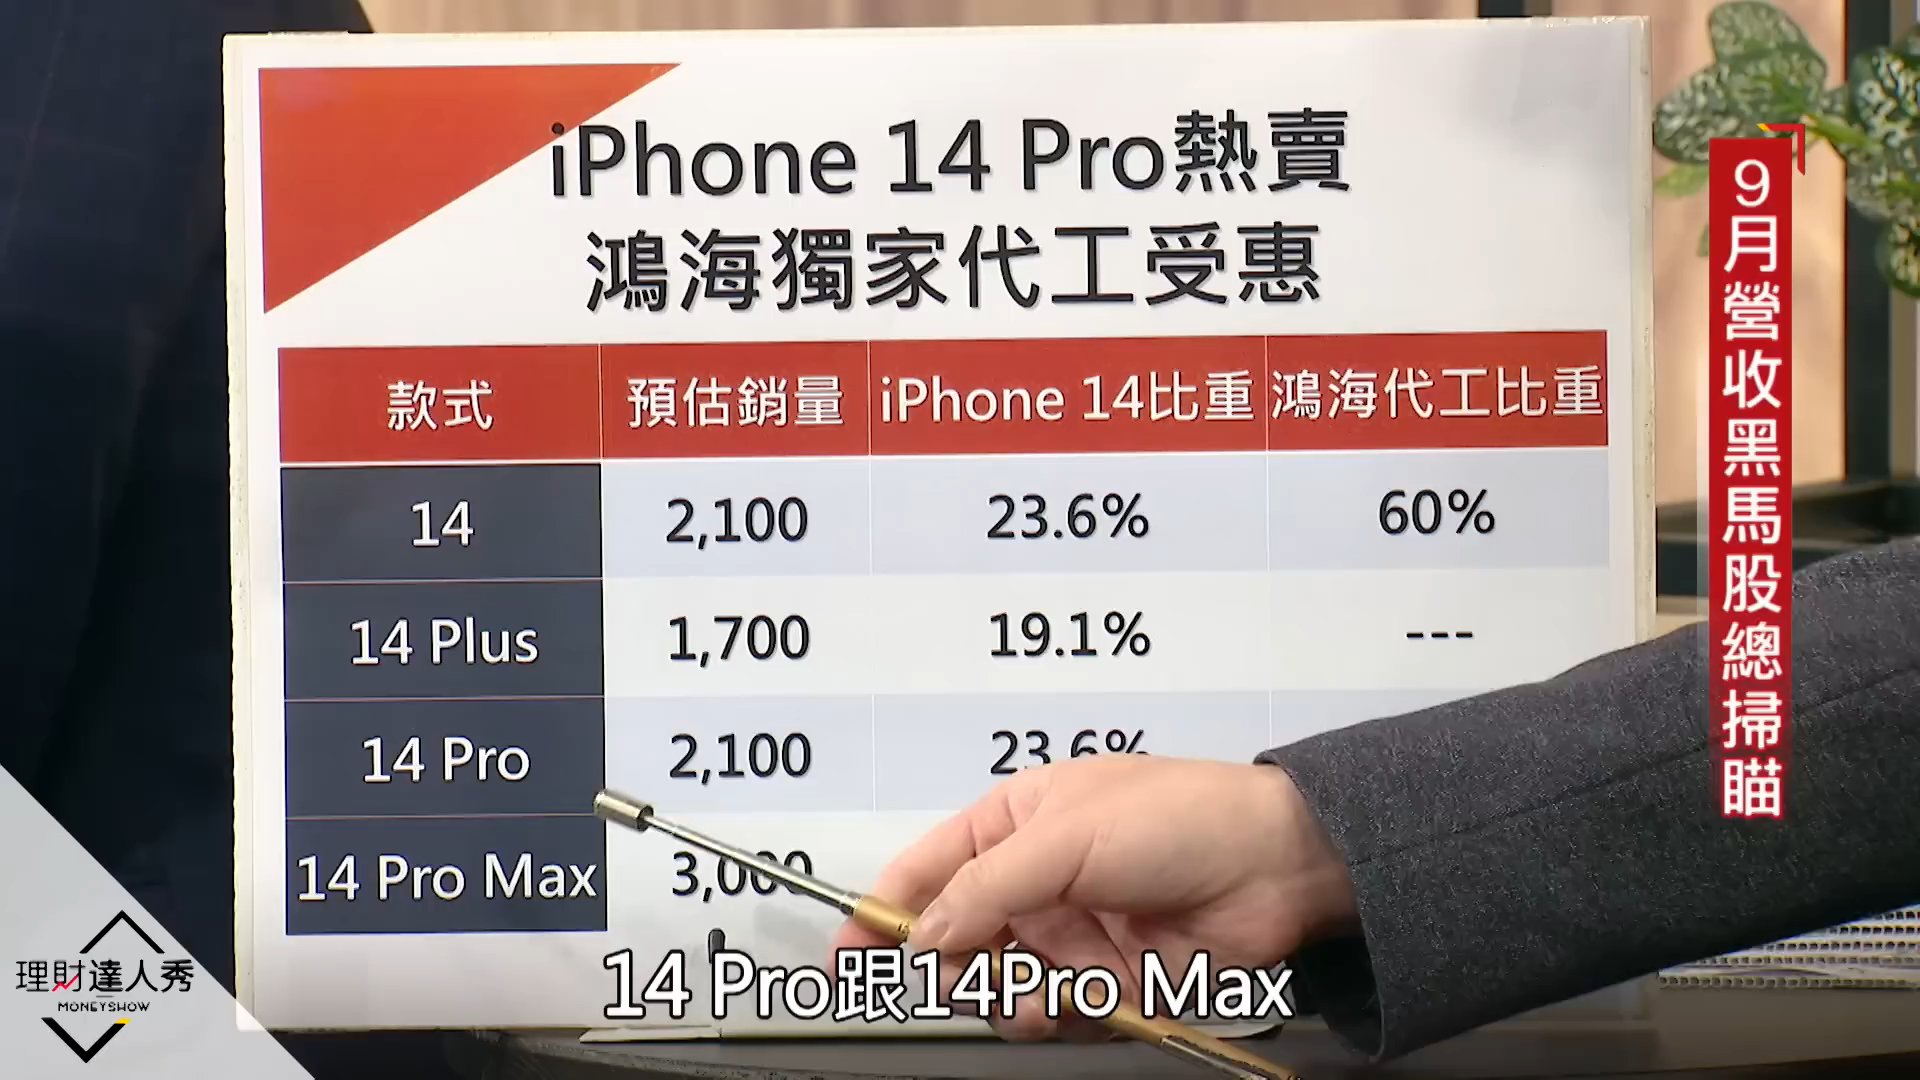 iPhone 14 Pro熱賣
鴻海獨家代工受惠
款式 預估銷量 iPhone 14比重 鴻海代工比重
14 2,100 23.6% 60%
14 Plus 1,700 19.1% ---
14 Pro 2,100 23.6%
14 Pro Max 3,000
14 Pro跟14Pro Max
9月營收黑馬股總掃瞄
理財達人秀
MONEYSHOW